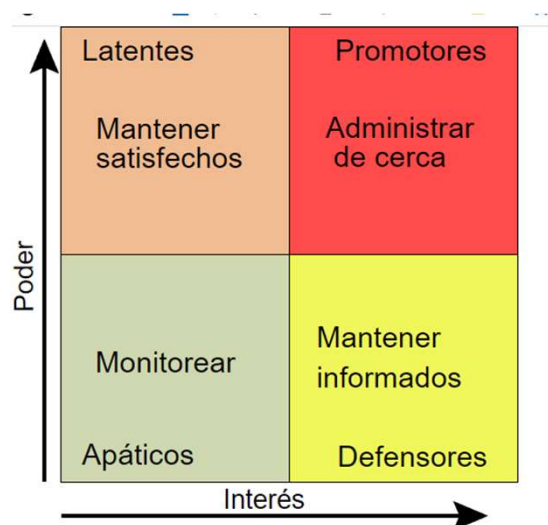 Latentes
Promotores
Mantener
satisfechos
Administrar
de cerca
Poder
Monitorear
Mantener
informados
Apáticos
Defensores
Interés